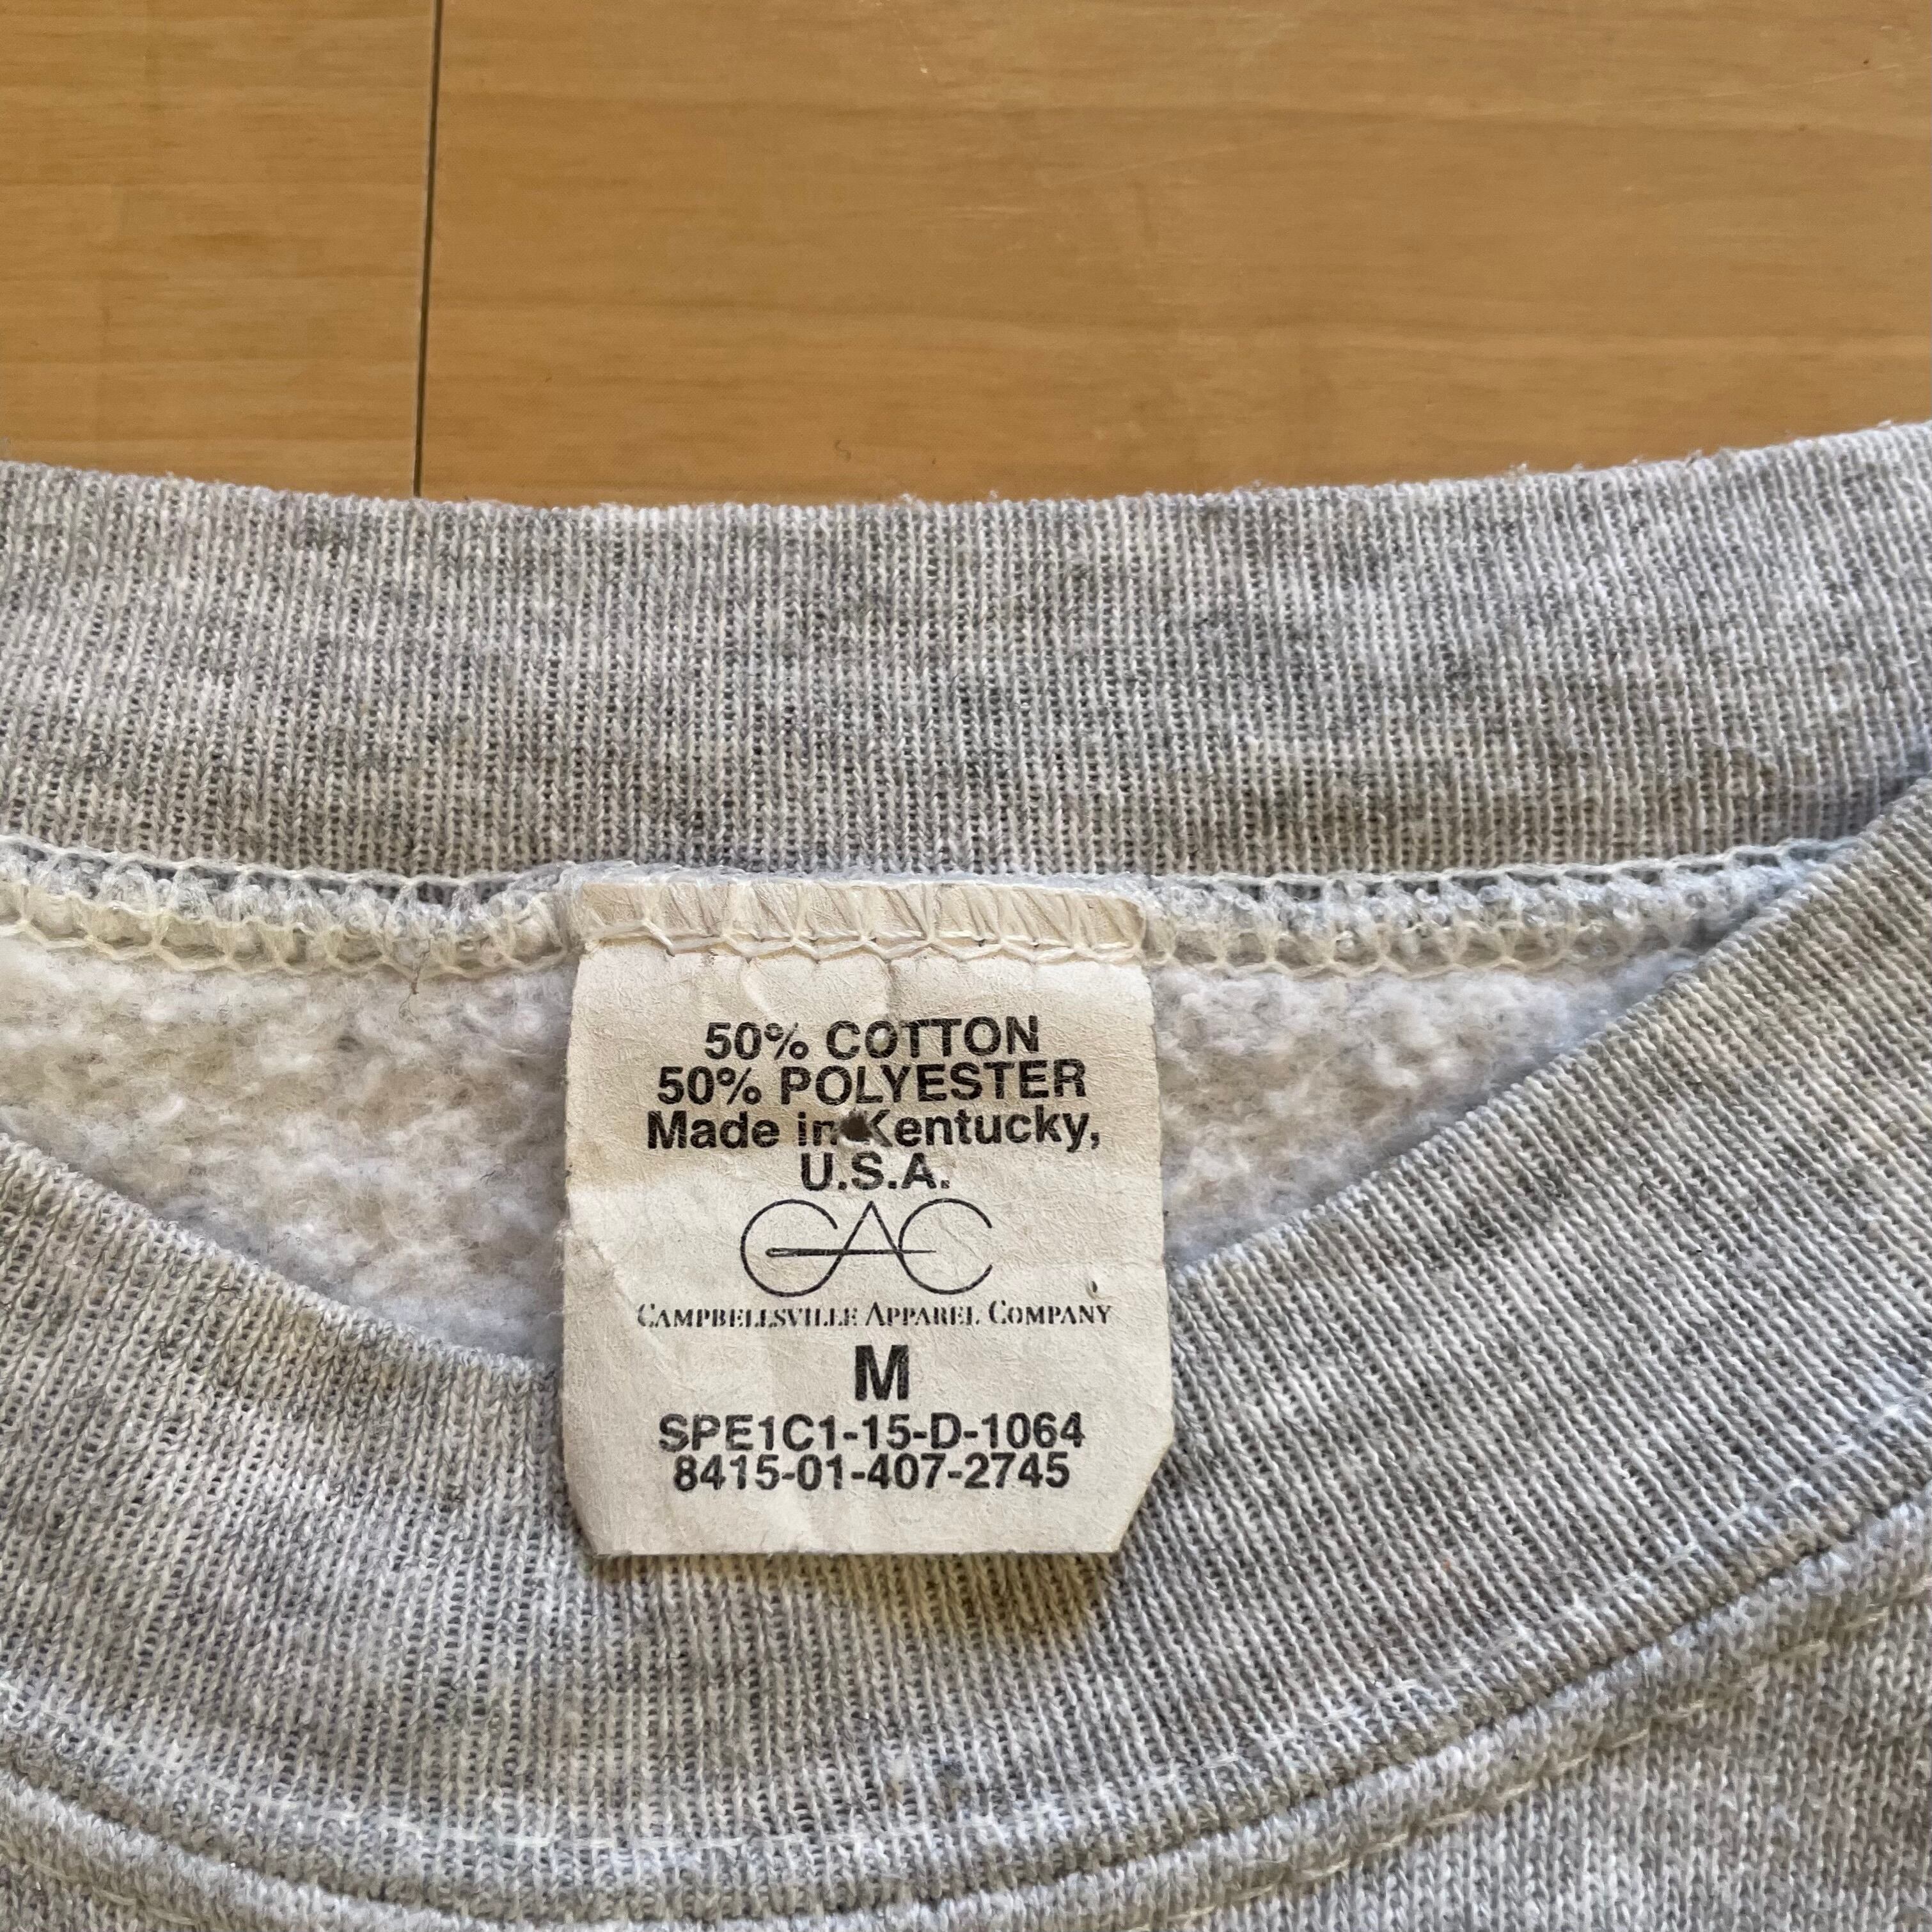 50% COTTON
50% POLYESTER
Made in Kentucky,
U.S.A.
CAC
CAMPBELLSVILLE APPAREL COMPANY
M
SPE1C1-15-D-1064
8415-01-407-2745